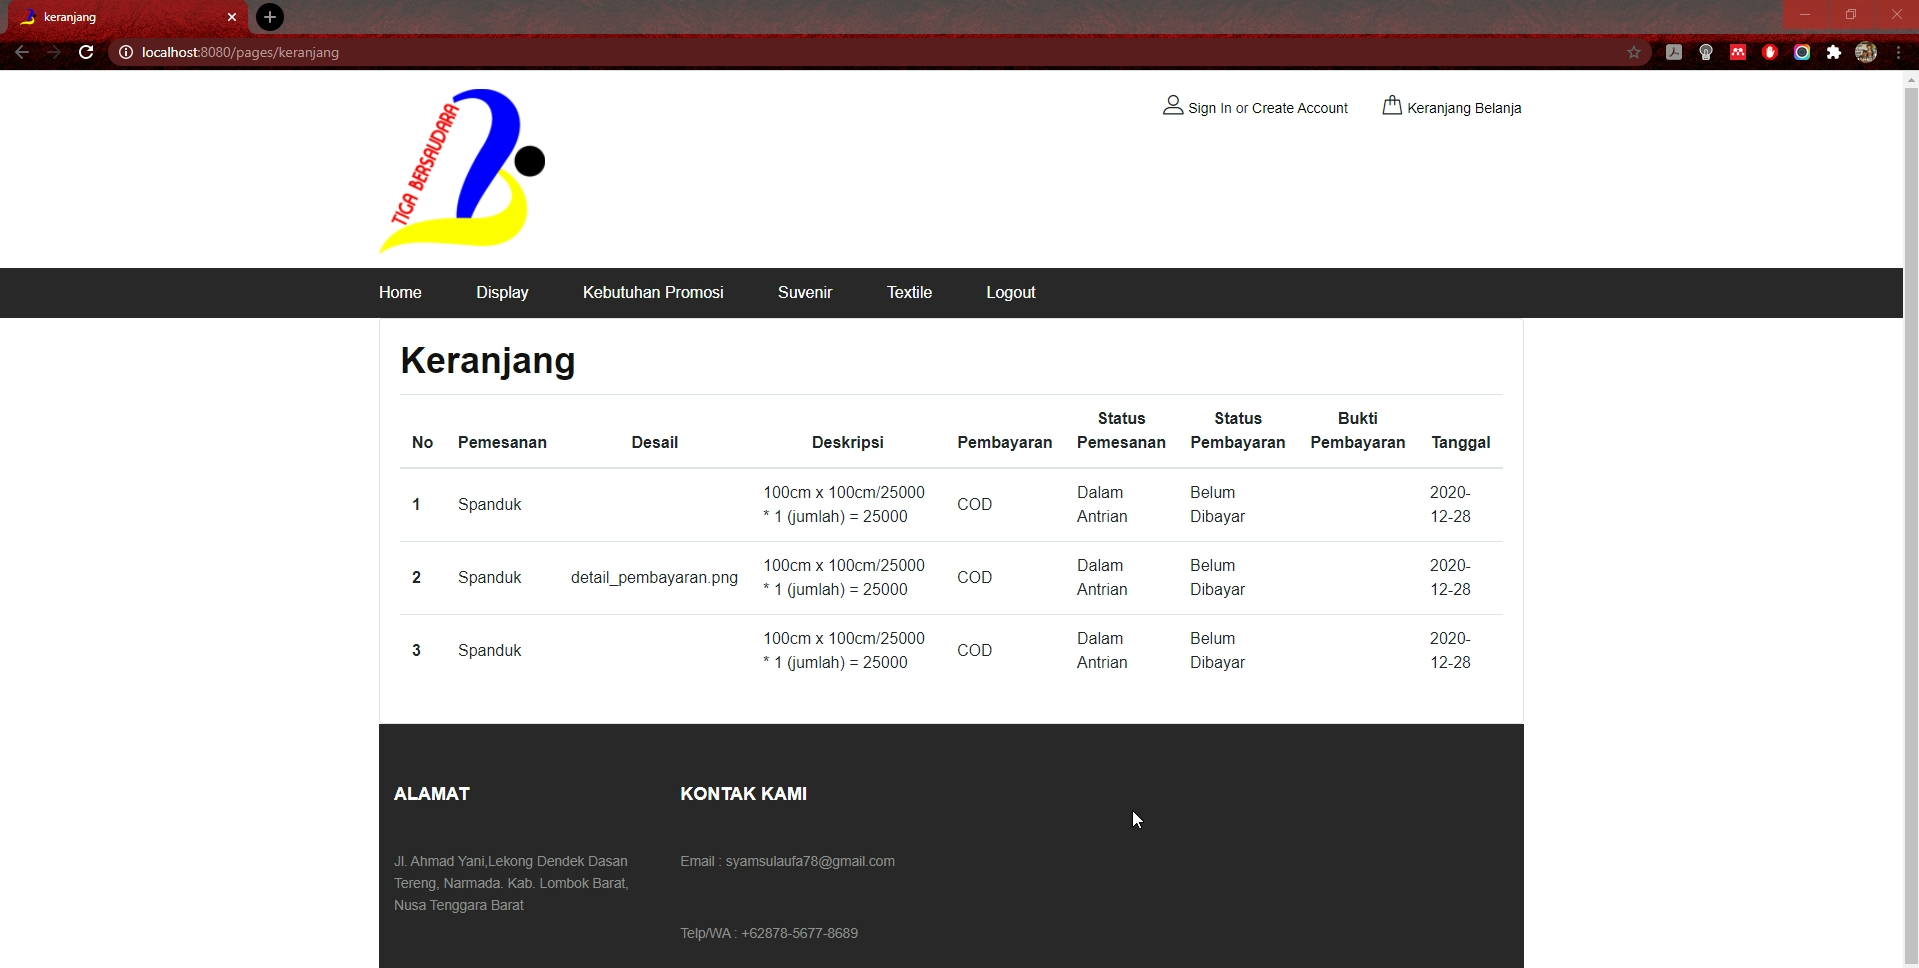 keranjang
localhost:8080/pages/keranjang
TIGA BERSAUDARA
Sign In or Create Account
Keranjang Belanja
Home Display Kebutuhan Promosi Suvenir Textile Logout
Keranjang
No Pemesanan Desail Deskripsi Pembayaran Status Pemesanan Status Pembayaran Bukti Pembayaran Tanggal
1 Spanduk 100cm x 100cm/25000 * 1 (jumlah) = 25000 COD Dalam Antrian Belum Dibayar 2020-12-28
2 Spanduk detail_pembayaran.png 100cm x 100cm/25000 * 1 (jumlah) = 25000 COD Dalam Antrian Belum Dibayar 2020-12-28
3 Spanduk 100cm x 100cm/25000 * 1 (jumlah) = 25000 COD Dalam Antrian Belum Dibayar 2020-12-28
ALAMAT
Jl. Ahmad Yani,Lekong Dendek Dasan
Tereng, Narmada. Kab. Lombok Barat,
Nusa Tenggara Barat
KONTAK KAMI
Email : syamsulaufa78@gmail.com
Telp/WA : +62878-5677-8689